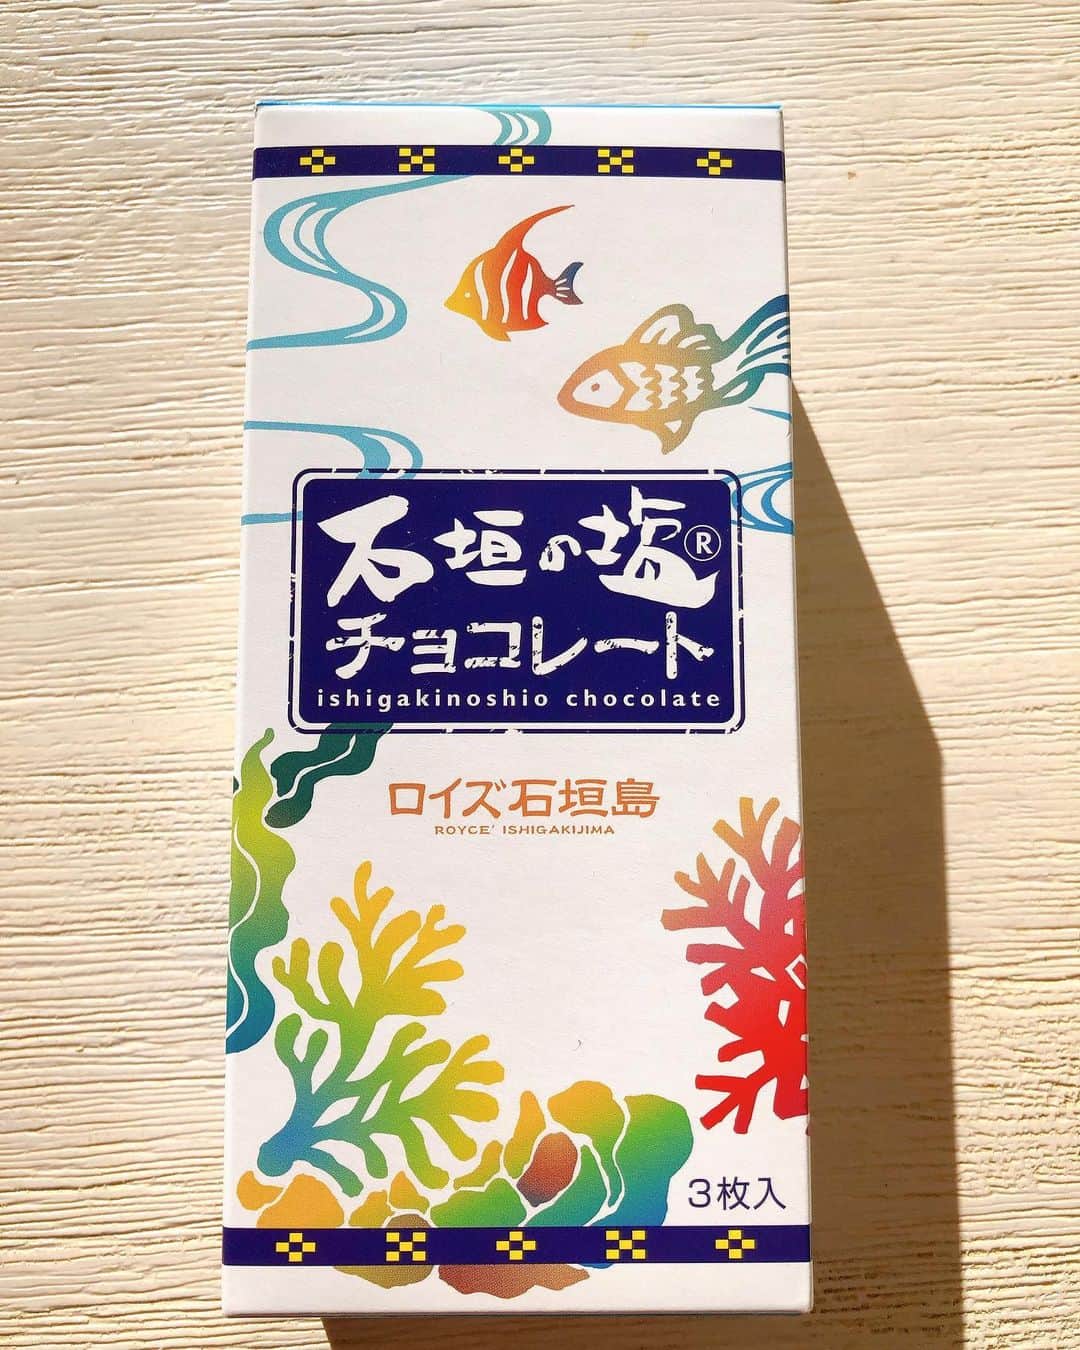 石垣の塩®
チョコレート
ishigakinoshio chocolate
ロイズ石垣島
ROYCE' ISHIGAKIJIMA
3枚入